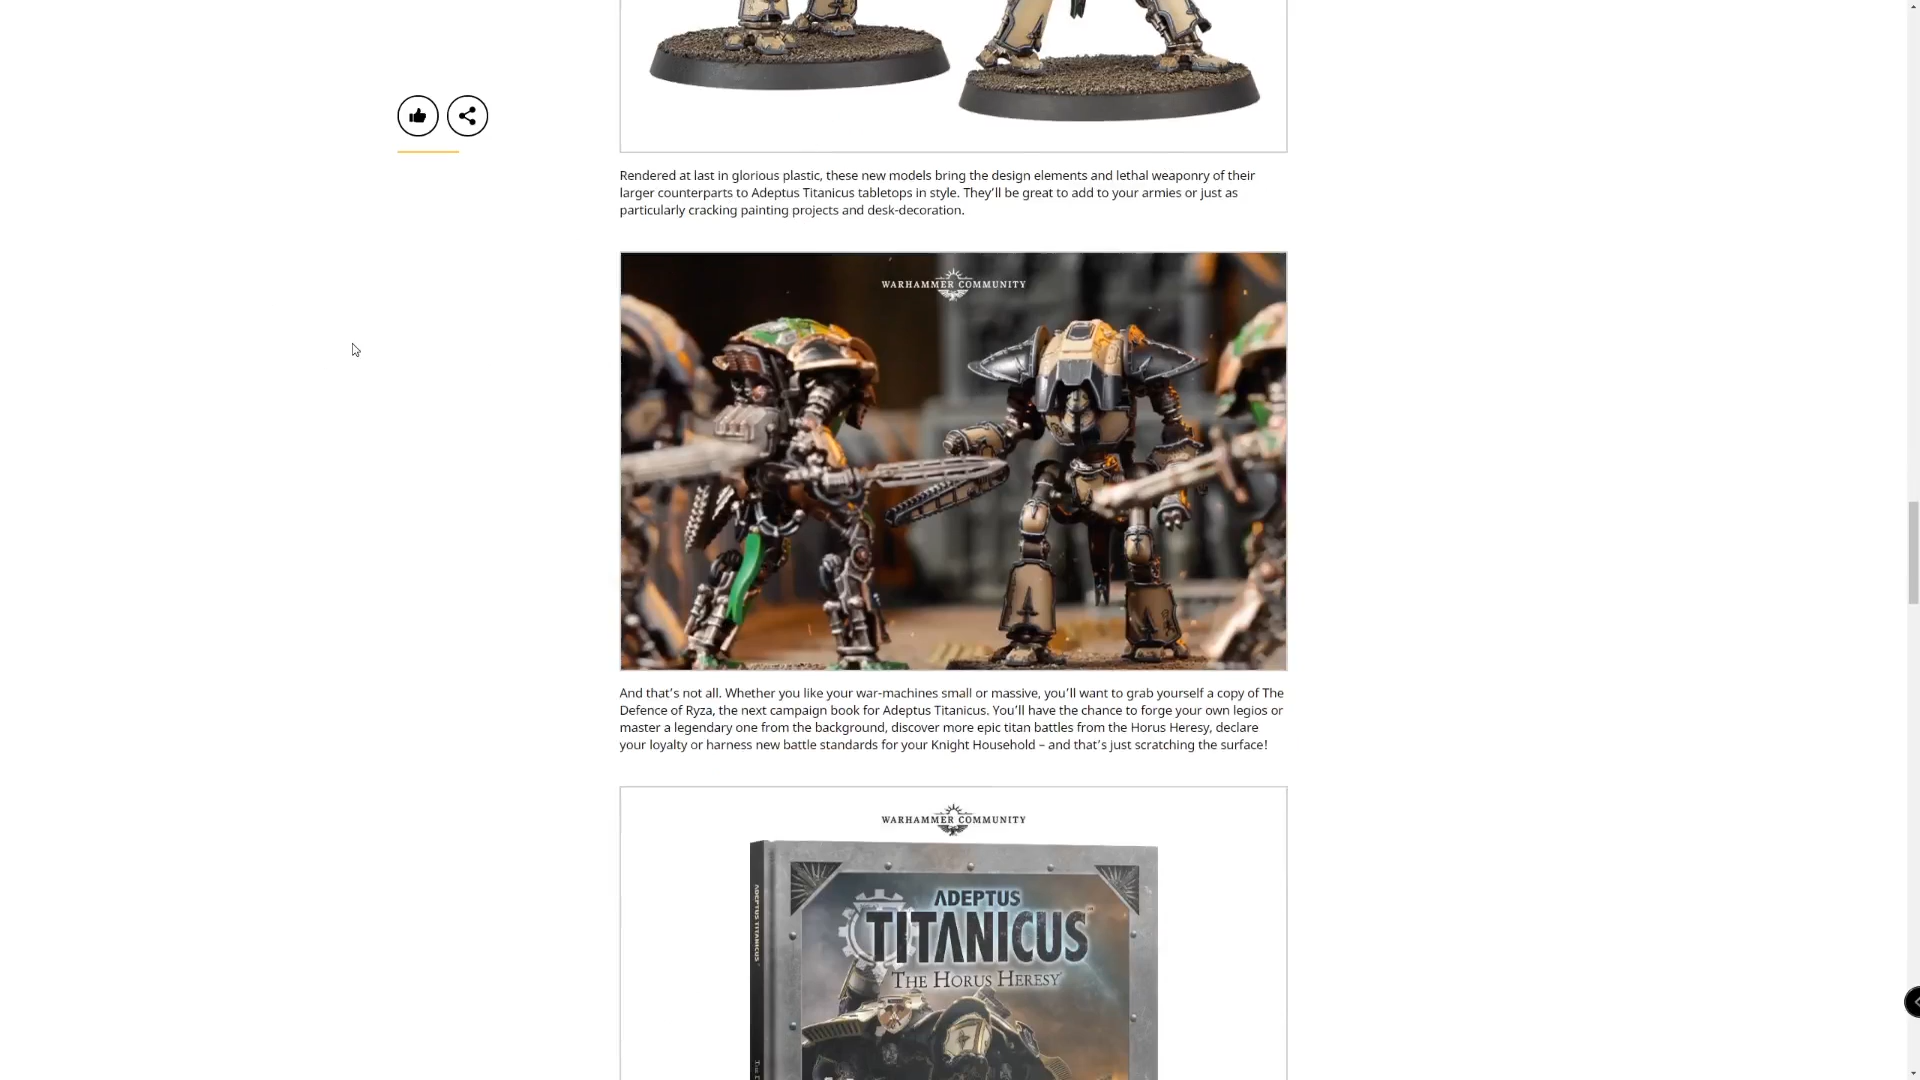 Rendered at last in glorious plastic, these new models bring the design elements and lethal weaponry of their
larger counterparts to Adeptus Titanicus tabletops in style. They’ll be great to add to your armies or just as
particularly cracking painting projects and desk-decoration.
WARHAMMER COMMUNITY
And that’s not all. Whether you like your war-machines small or massive, you’ll want to grab yourself a copy of The
Defence of Ryza, the next campaign book for Adeptus Titanicus. You’ll have the chance to forge your own legios or
master a legendary one from the background, discover more epic titan battles from the Horus Heresy, declare
your loyalty or harness new battle standards for your Knight Household – and that’s just scratching the surface!
WARHAMMER COMMUNITY
ADEPTUS
TITANICUS
THE HORUS HERESY
ADEPTUS TITANICUS